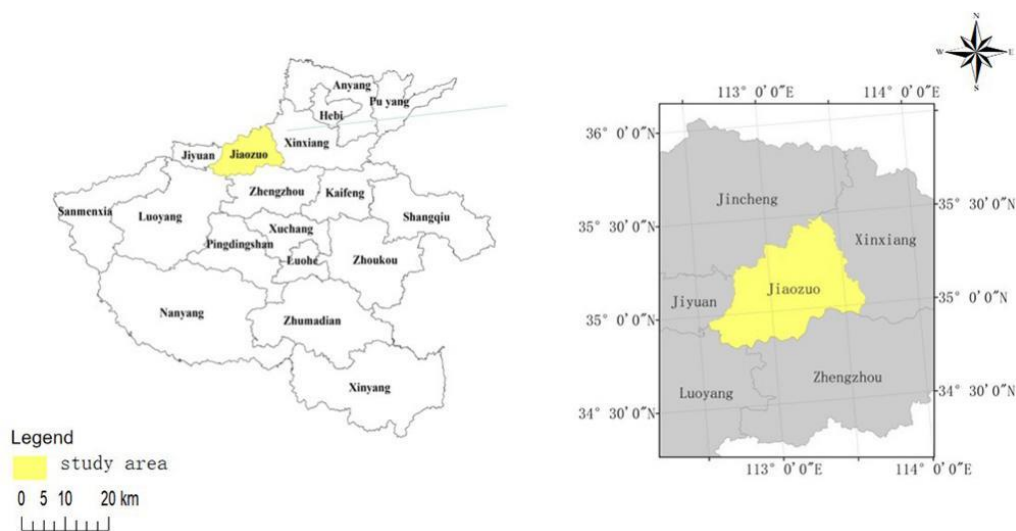 Anyang
Pu yang
Hebi
Xinxiang
Jiyuan
Jiaozuo
Zhengzhou
Kaifeng
Sanmenxia
Luoyang
Shangqiu
Xuchang
Pingdingshan
Luohe
Zhoukou
Nanyang
Zhumadian
Xinyang
Legend
study area
0 5 10 20 km
N
W E
S
113° 0'0"E 114° 0'0"E
36° 0'0"N
35° 30'0"N
35° 0'0"N
34° 30'0"N
Jincheng
Xinxiang
Jiaozuo
Jiyuan
Zhengzhou
Luoyang
35° 30'0"N
35° 0'0"N
34° 30'0"N
113° 0'0"E 114° 0'0"E